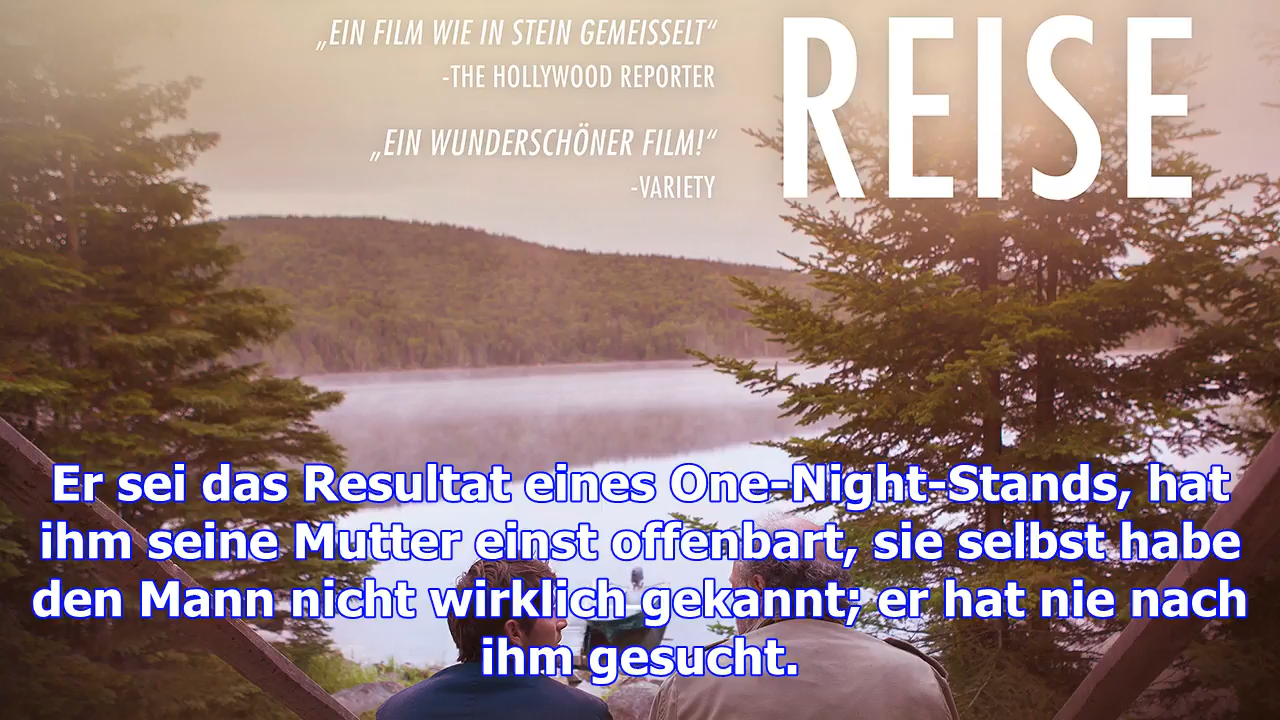 „EIN FILM WIE IN STEIN GEMEISSELT“
-THE HOLLYWOOD REPORTER
„EIN WUNDERSCHÖNER FILM!“
-VARIETY
REISE
Er sei das Resultat eines One-Night-Stands, hat
ihm seine Mutter einst offenbart, sie selbst habe
den Mann nicht wirklich gekannt; er hat nie nach
ihm gesucht.